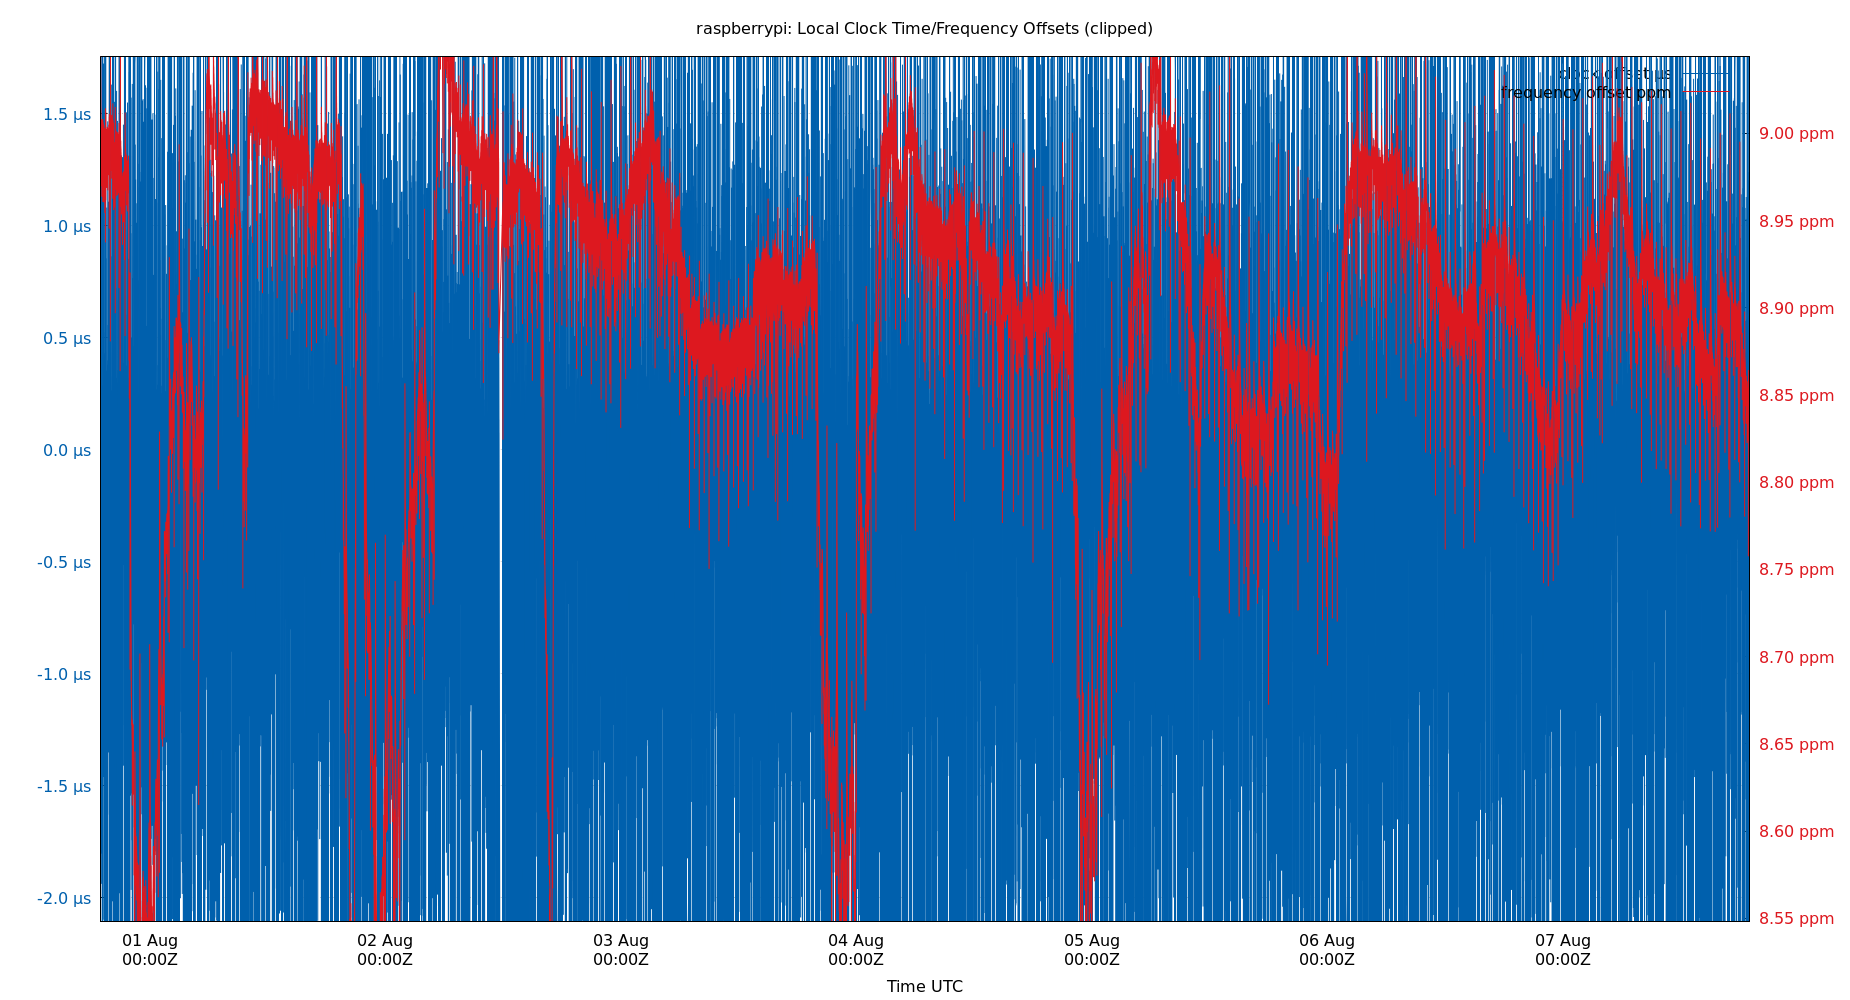 raspberrypi: Local Clock Time/Frequency Offsets (clipped)
clock offset µs
frequency offset ppm
1.5 µs
1.0 µs
0.5 µs
0.0 µs
-0.5 µs
-1.0 µs
-1.5 µs
-2.0 µs
9.00 ppm
8.95 ppm
8.90 ppm
8.85 ppm
8.80 ppm
8.75 ppm
8.70 ppm
8.65 ppm
8.60 ppm
8.55 ppm
01 Aug
00:00Z
02 Aug
00:00Z
03 Aug
00:00Z
04 Aug
00:00Z
05 Aug
00:00Z
06 Aug
00:00Z
07 Aug
00:00Z
Time UTC